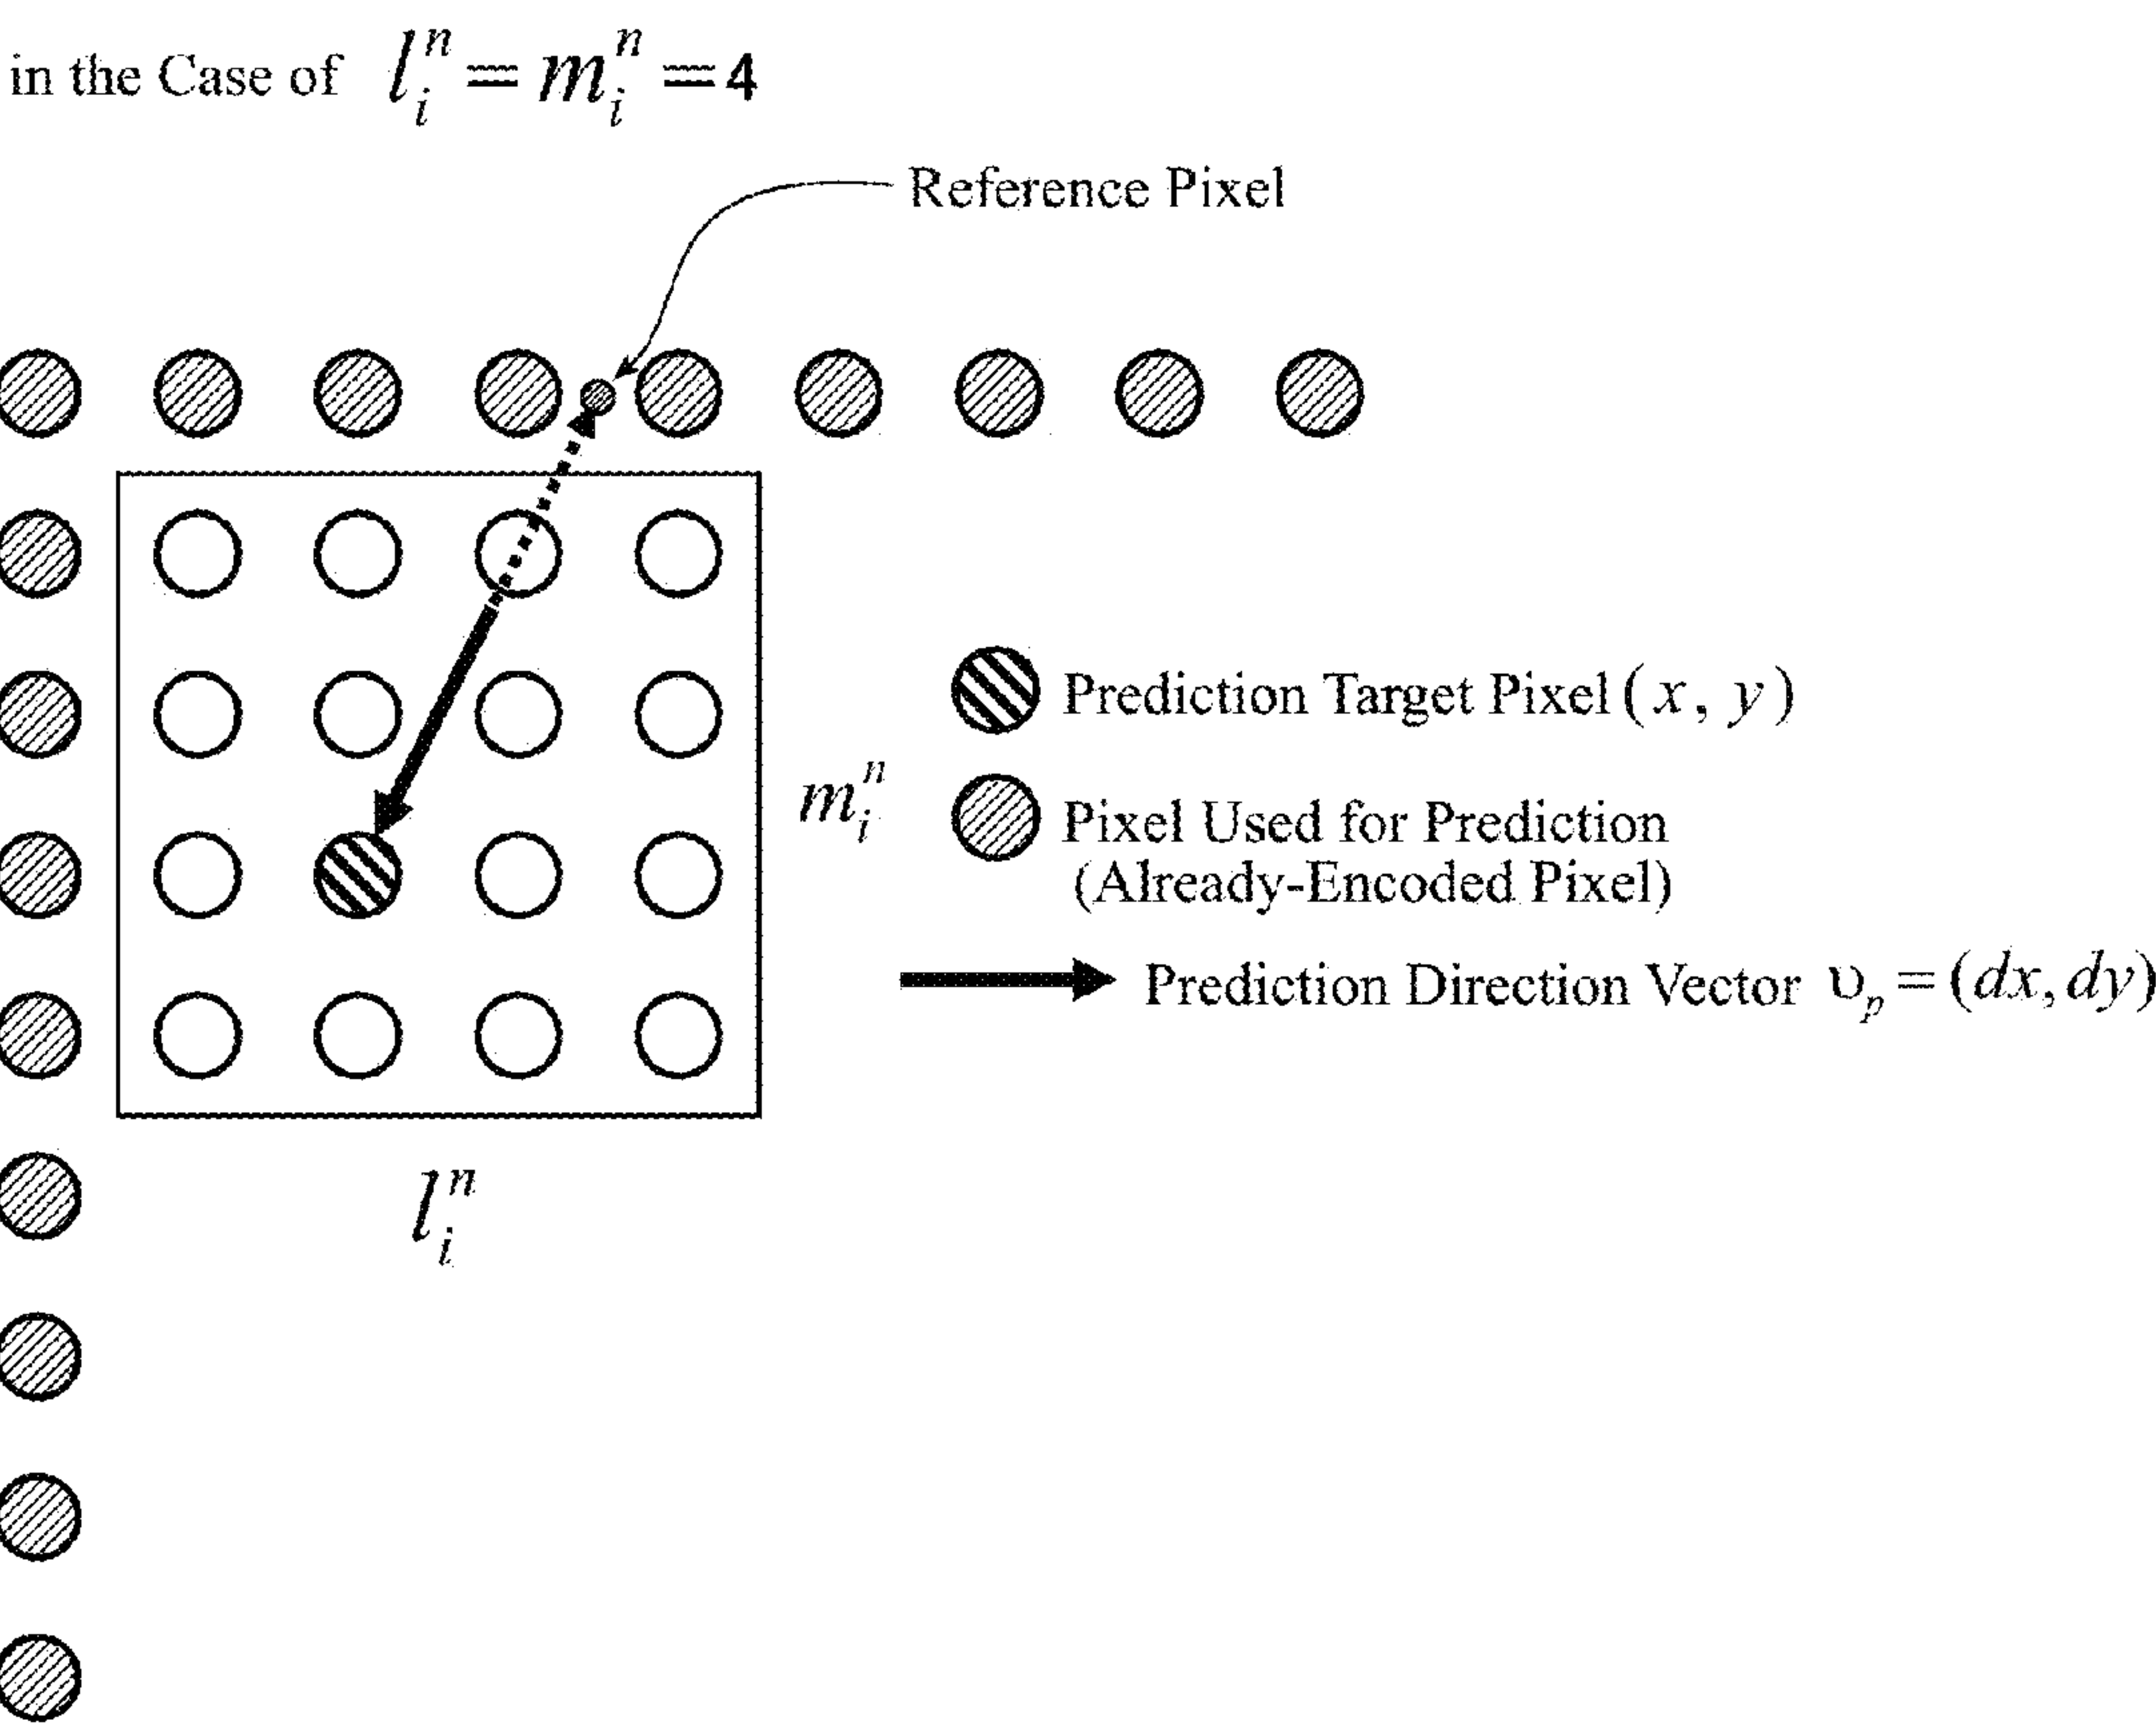 in the Case of l_i^n = m_i^n = 4
Reference Pixel
Prediction Target Pixel (x, y)
m_i^n
Pixel Used for Prediction
(Already-Encoded Pixel)
Prediction Direction Vector υ_p = (dx, dy)
l_i^n